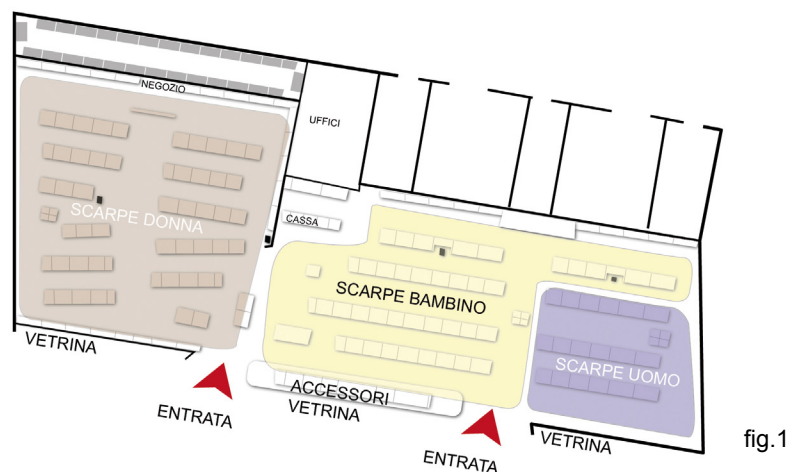 NEGOZIO
UFFICI
SCARPE DONNA
CASSA
SCARPE BAMBINO
VETRINA
SCARPE UOMO
ACCESSORI
VETRINA
ENTRATA
VETRINA
ENTRATA
fig.1